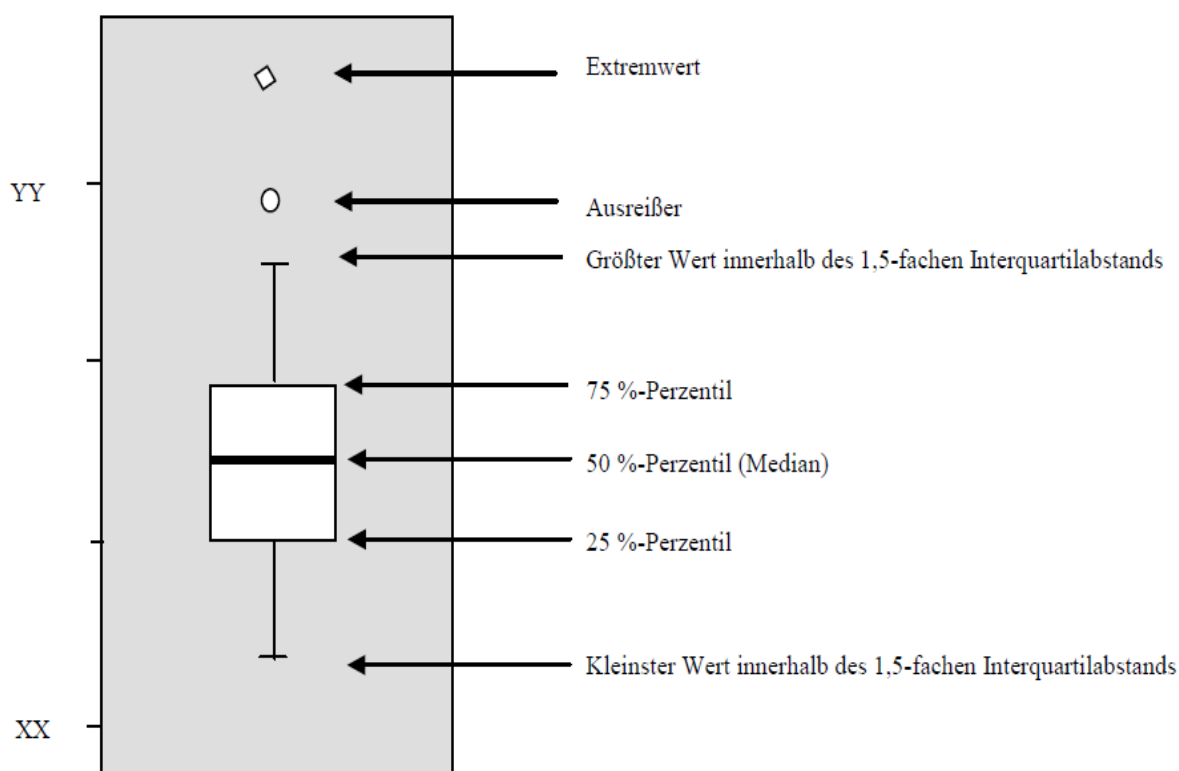 Extremwert
YY
Ausreißer
Größter Wert innerhalb des 1,5-fachen Interquartilabstands
75 %-Perzentil
50 %-Perzentil (Median)
25 %-Perzentil
Kleinster Wert innerhalb des 1,5-fachen Interquartilabstands
XX